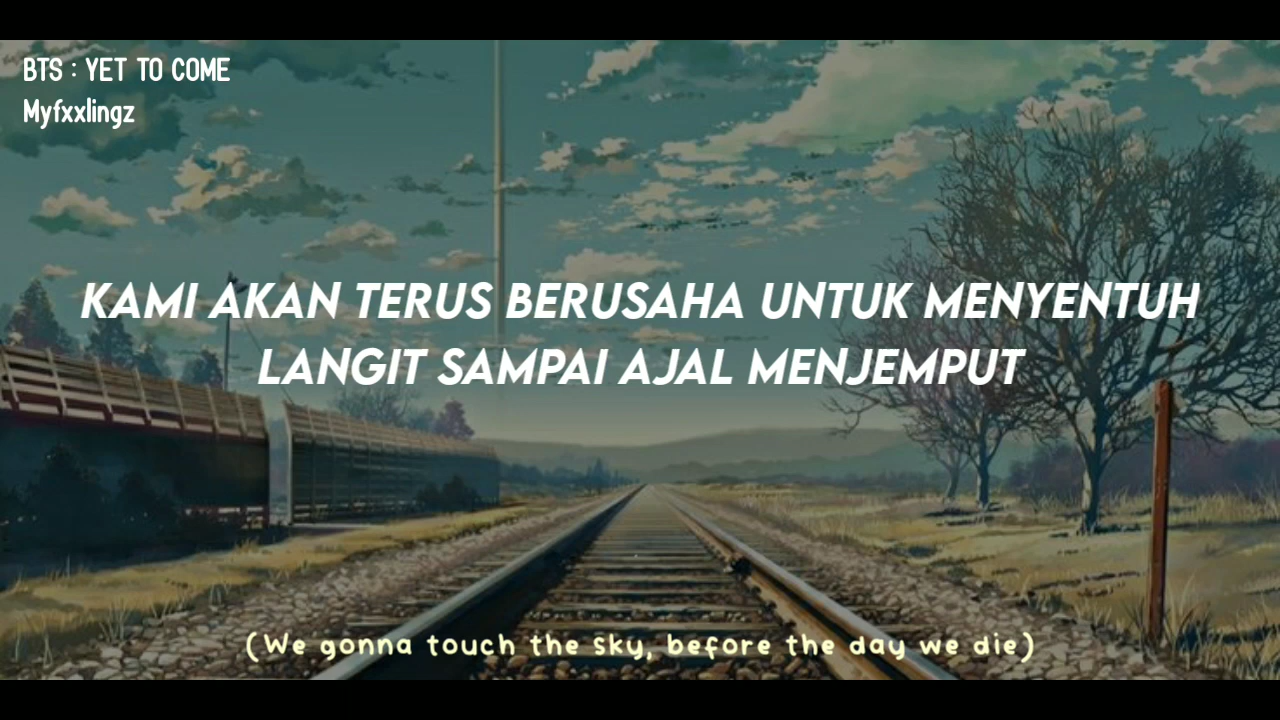 BTS : YET TO COME
Myfxxlingz
KAMI AKAN TERUS BERUSAHA UNTUK MENYENTUH
LANGIT SAMPAI AJAL MENJEMPUT
(We gonna touch the sky, before the day we die)